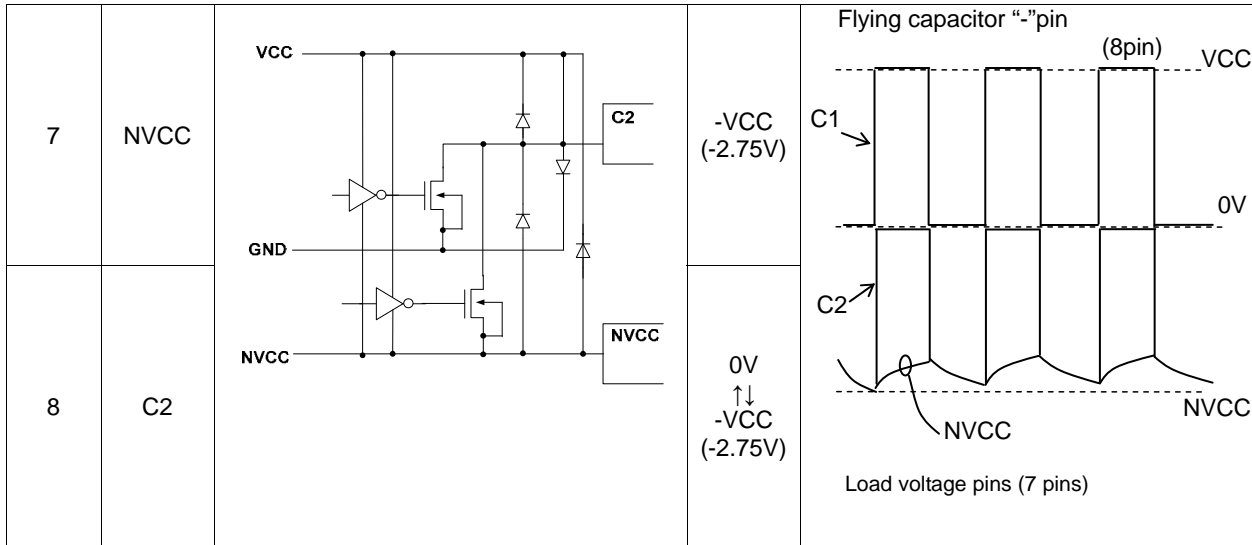 7
NVCC
VCC
C2
GND
NVCC
NVCC
-VCC
(-2.75V)
8
C2
0V
↑↓
-VCC
(-2.75V)
Flying capacitor “-”pin
(8pin)
VCC
C1
0V
C2
NVCC
NVCC
Load voltage pins (7 pins)